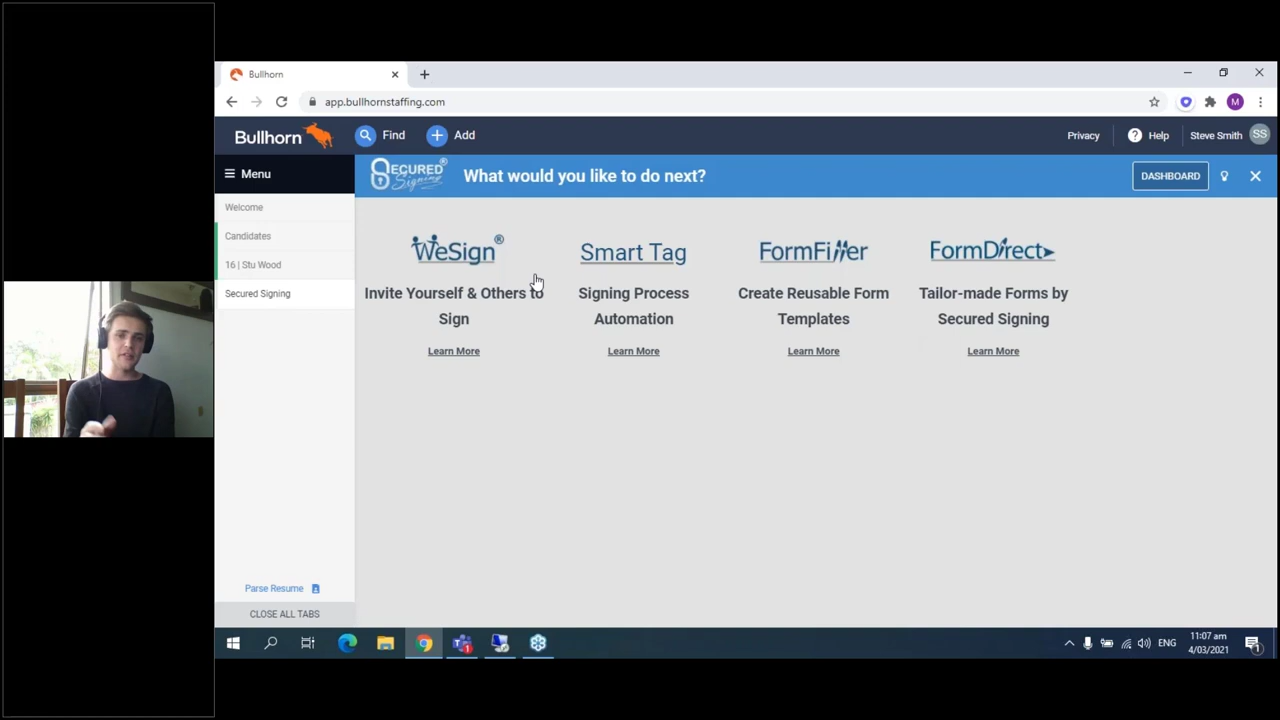 Bullhorn
app.bullhornstaffing.com
M
Bullhorn
Find
Add
Privacy
Help
Steve Smith
SS
Menu
SECURED Signing®
What would you like to do next?
DASHBOARD
Welcome
Candidates
16 | Stu Wood
Secured Signing
WeSign®
Invite Yourself & Others to
Sign
Learn More
Smart Tag
Signing Process
Automation
Learn More
FormFiller
Create Reusable Form
Templates
Learn More
FormDirect
Tailor-made Forms by
Secured Signing
Learn More
Parse Resume
CLOSE ALL TABS
1
ENG
11:07 am
4/03/2021
1